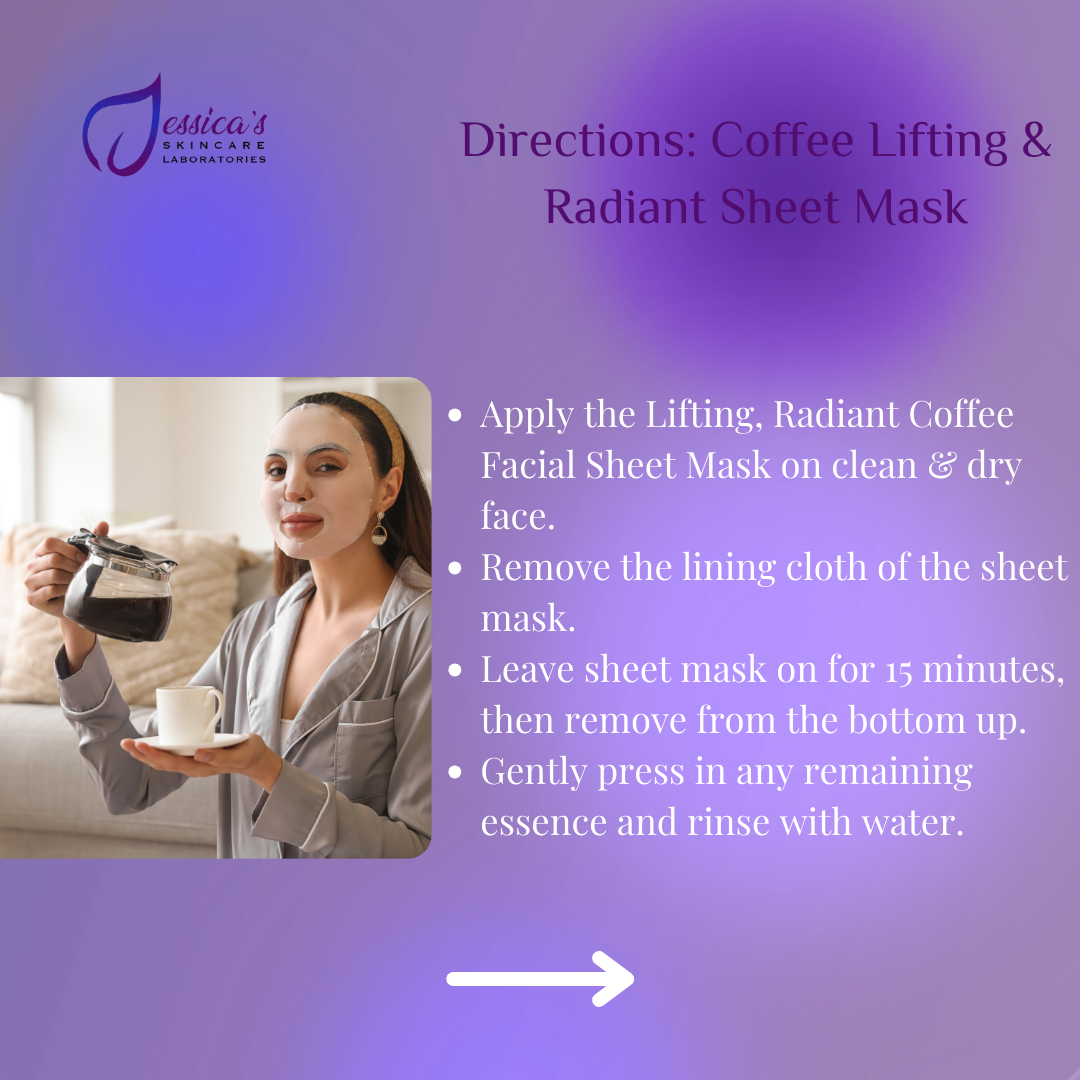 Jessica's
SKINCARE
LABORATORIES
Directions: Coffee Lifting &
Radiant Sheet Mask
• Apply the Lifting, Radiant Coffee
Facial Sheet Mask on clean & dry
face.
• Remove the lining cloth of the sheet
mask.
• Leave sheet mask on for 15 minutes,
then remove from the bottom up.
• Gently press in any remaining
essence and rinse with water.